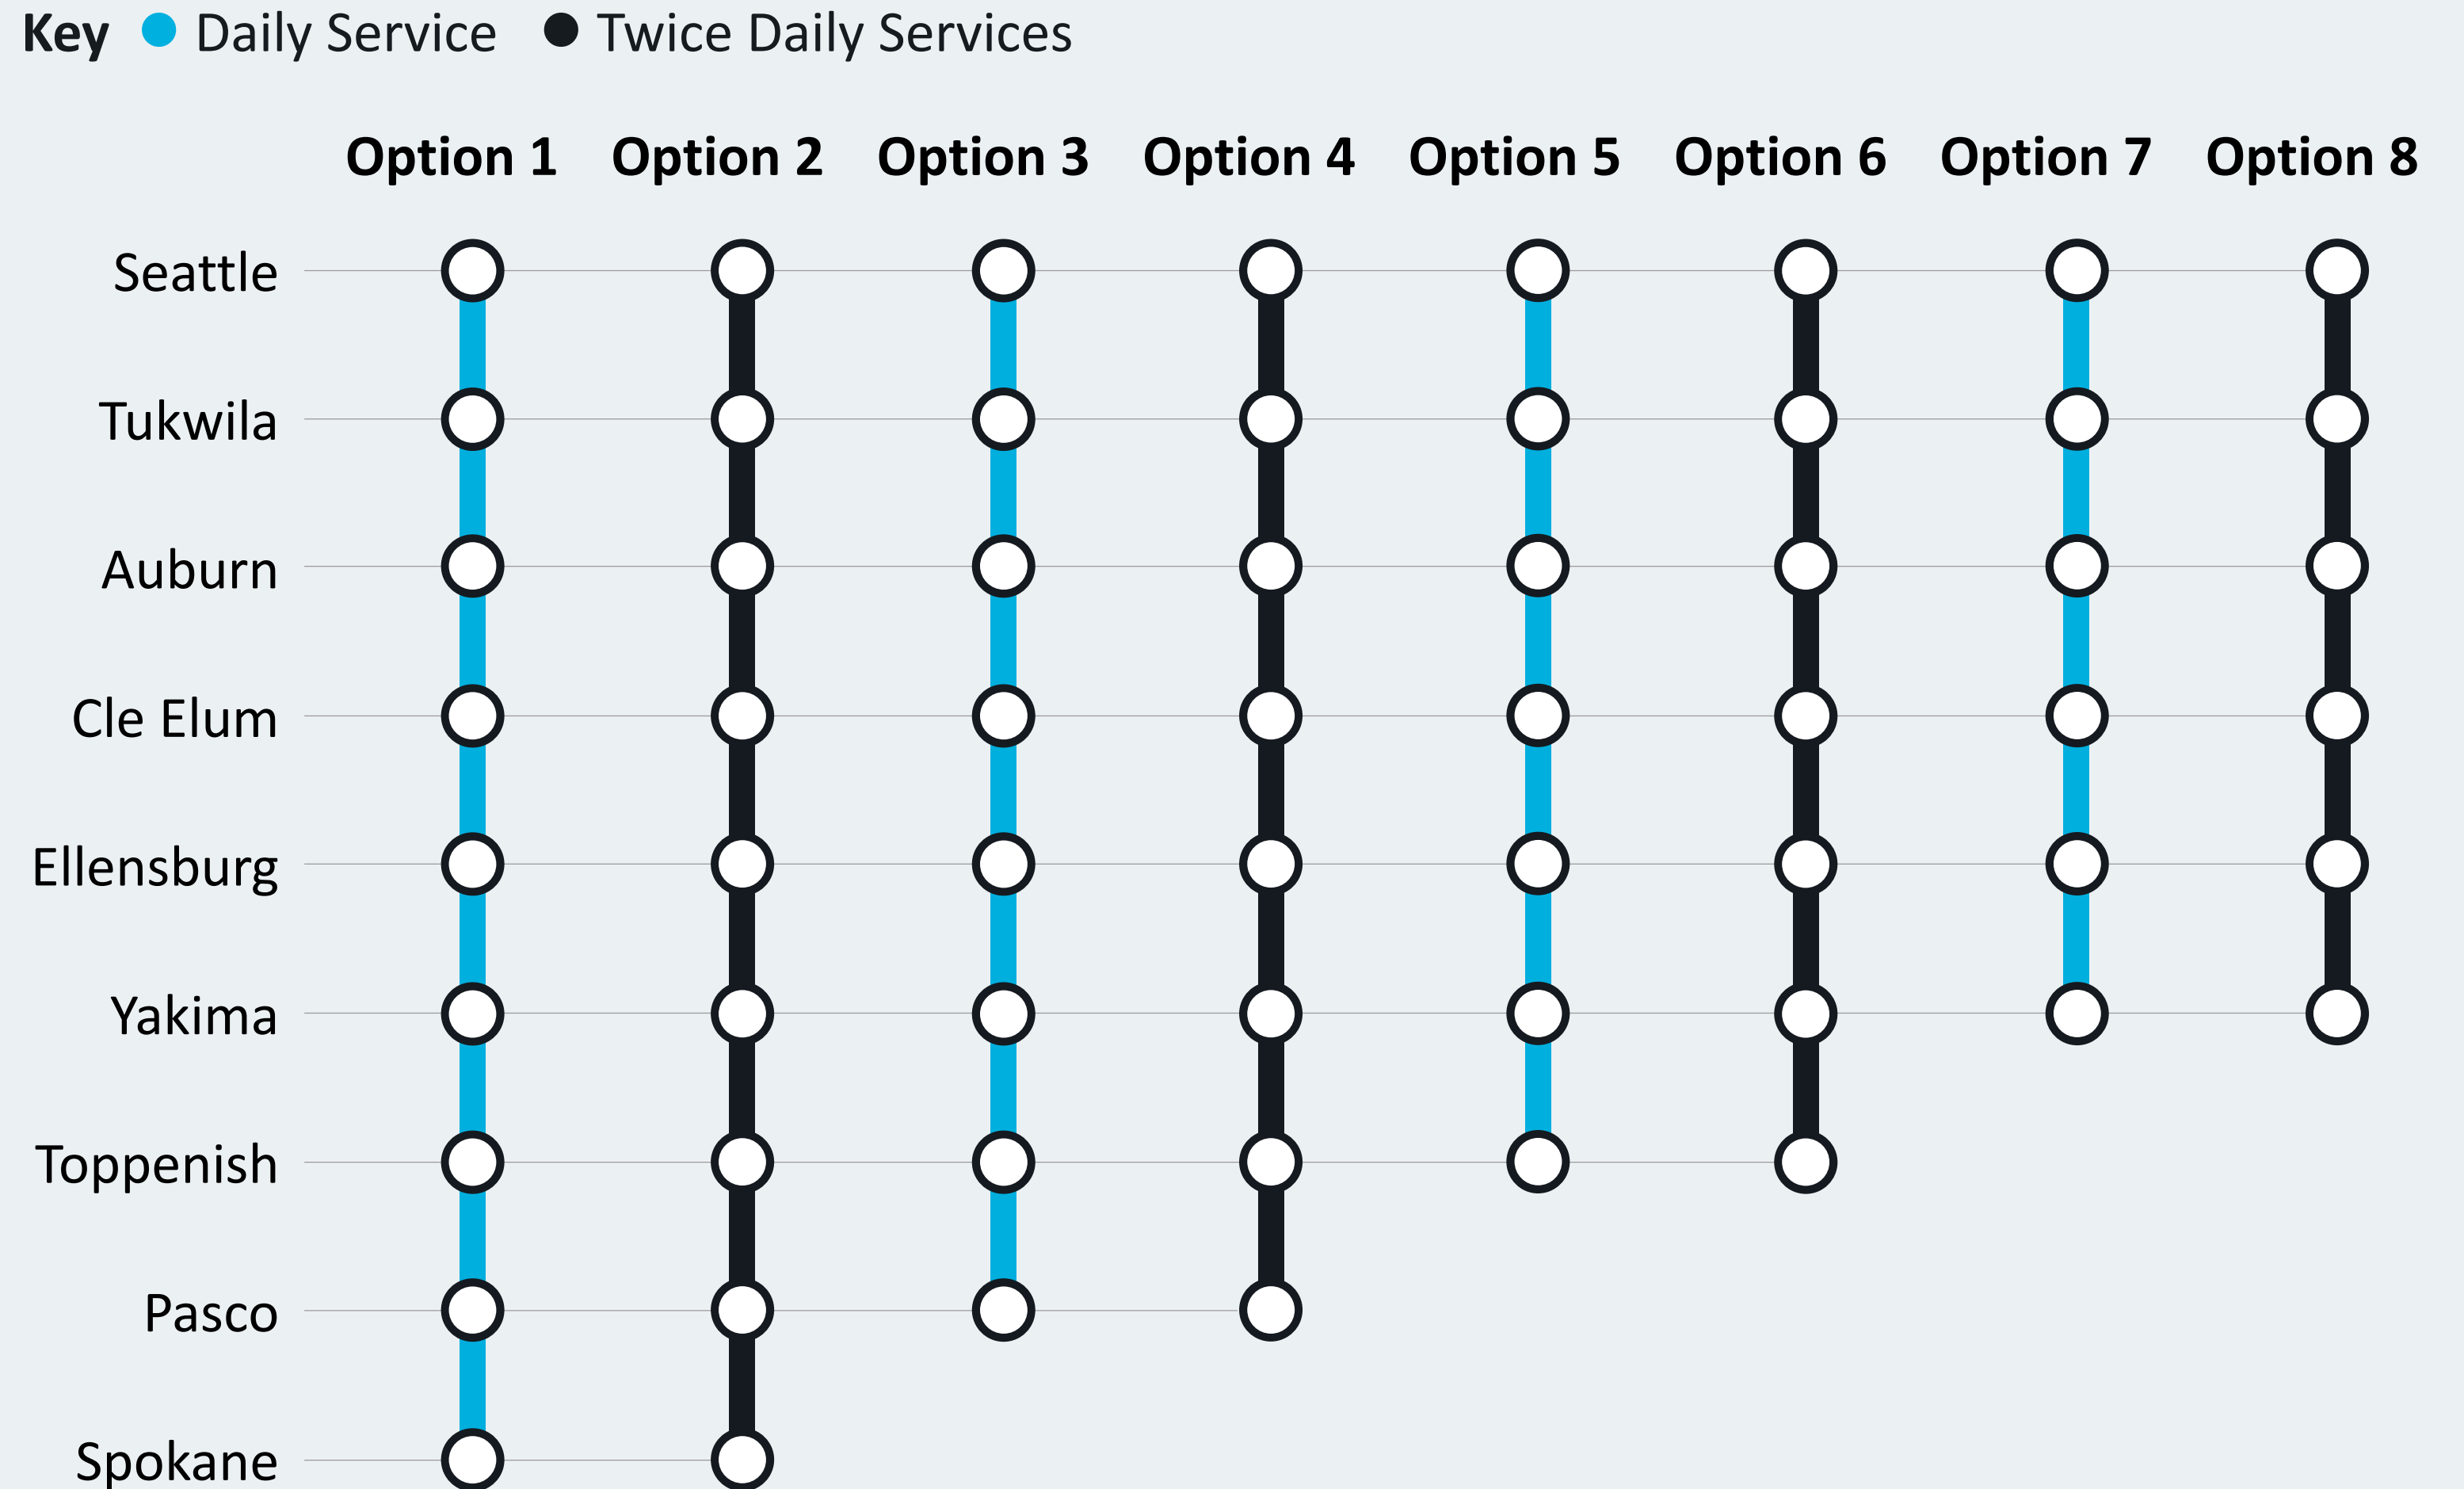 Key Daily Service Twice Daily Services
Option 1 Option 2 Option 3 Option 4 Option 5 Option 6 Option 7 Option 8
Seattle
Tukwila
Auburn
Cle Elum
Ellensburg
Yakima
Toppenish
Pasco
Spokane